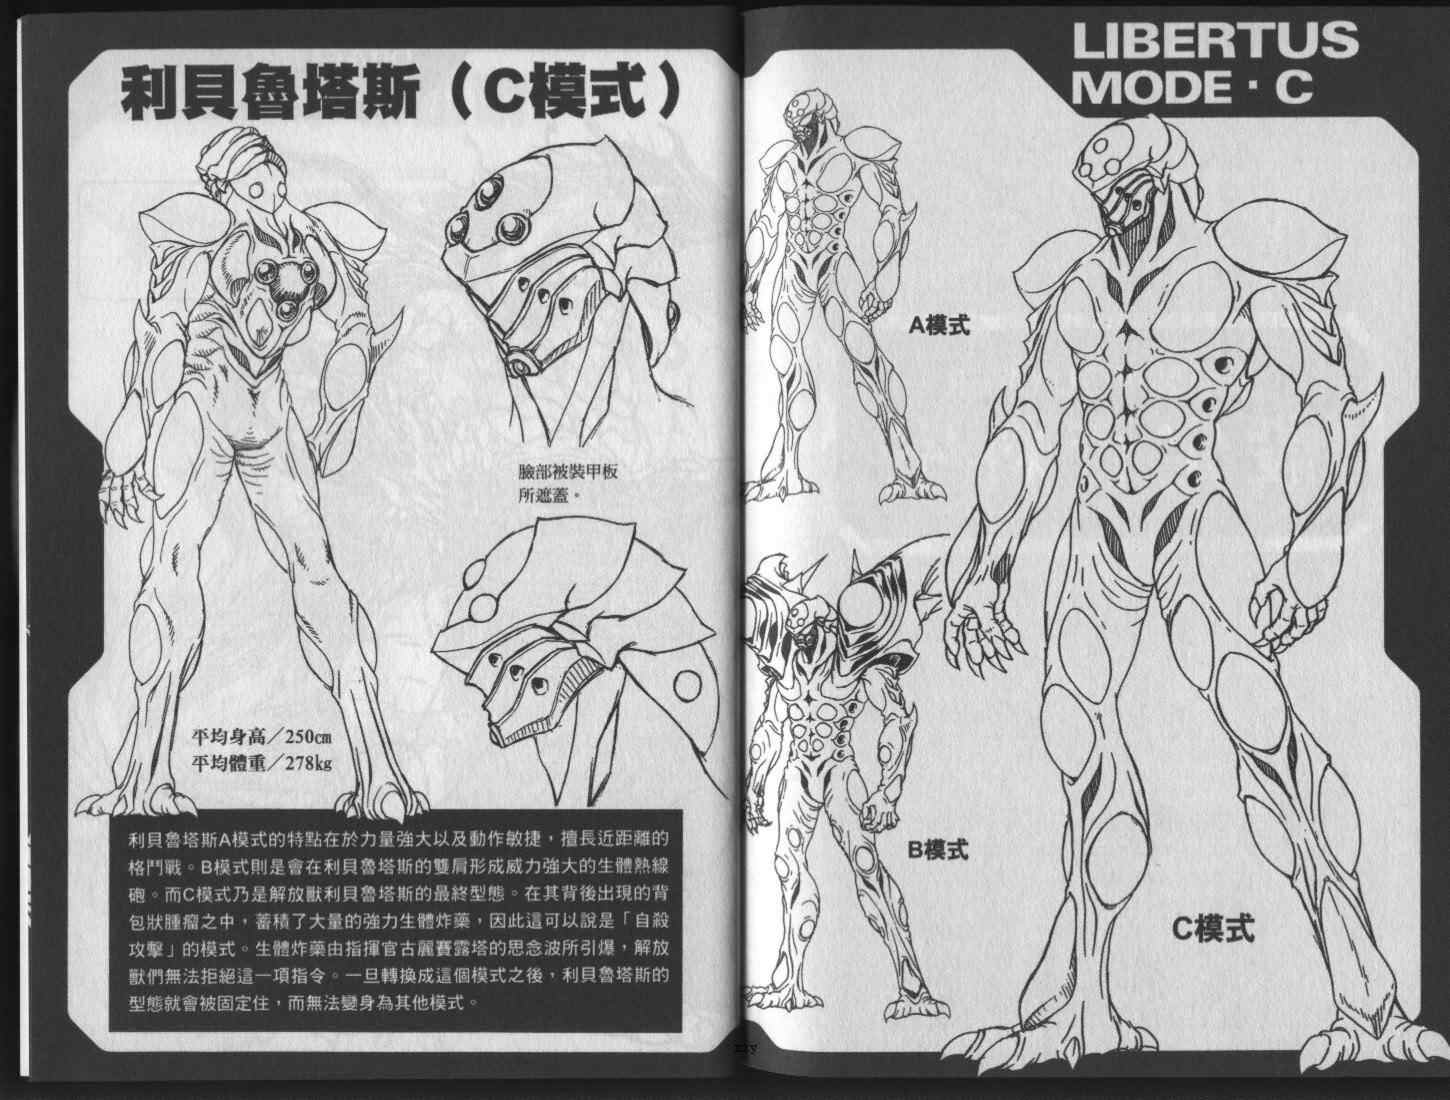 利貝魯塔斯（C模式）
臉部被裝甲板
所遮蓋。
平均身高／250cm
平均體重／278kg
利貝魯塔斯A模式的特點在於力量強大以及動作敏捷，擅長近距離的
格鬥戰。B模式則是會在利貝魯塔斯的雙肩形成威力強大的生體熱線
砲。而C模式乃是解放獸利貝魯塔斯的最終型態。在其背後出現的背
包狀腫瘤之中，蓄積了大量的強力生體炸藥，因此這可以說是「自殺
攻擊」的模式。生體炸藥由指揮官古麗賽露塔的思念波所引爆，解放
獸們無法拒絕這一項指令。一旦轉換成這個模式之後，利貝魯塔斯的
型態就會被固定住，而無法變身為其他模式。
LIBERTUS
MODE·C
A模式
B模式
C模式